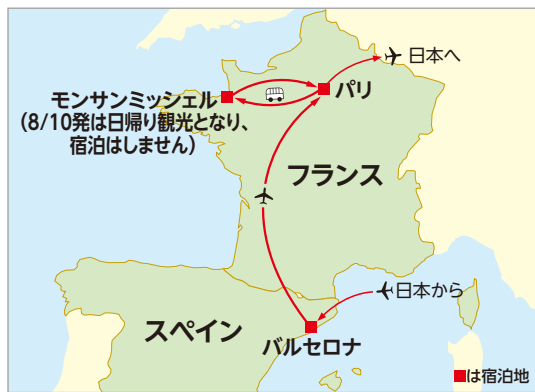 日本へ
パリ
モンサンミッシェル
(8/10発は日帰り観光となり、
宿泊はしません)
フランス
日本から
スペイン
バルセロナ
■は宿泊地